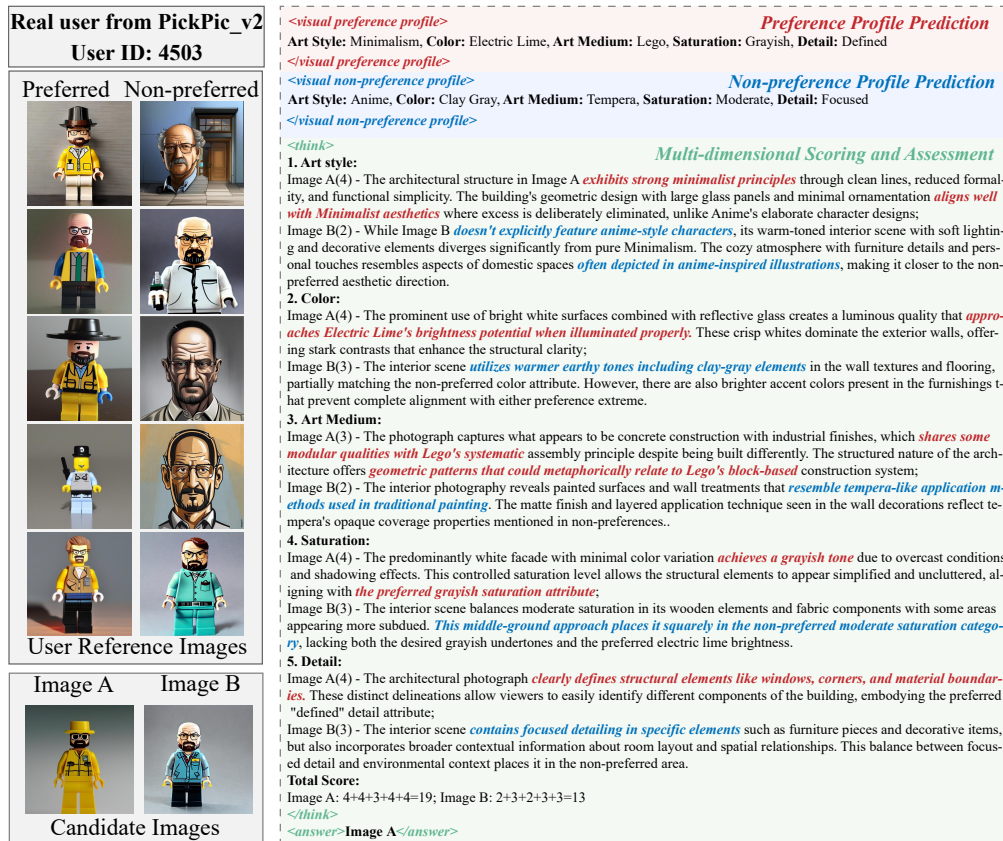 Real user from PickPic_v2
User ID: 4503
Preferred Non-preferred
User Reference Images
Image A Image B
Candidate Images
<visual preference profile>
Preference Profile Prediction
Art Style: Minimalism, Color: Electric Lime, Art Medium: Lego, Saturation: Grayish, Detail: Defined
</visual preference profile>
<visual non-preference profile>
Non-preference Profile Prediction
Art Style: Anime, Color: Clay Gray, Art Medium: Tempera, Saturation: Moderate, Detail: Focused
</visual non-preference profile>
<think>
Multi-dimensional Scoring and Assessment
1. Art style:
Image A(4) - The architectural structure in Image A exhibits strong minimalist principles through clean lines, reduced formal-
ity, and functional simplicity. The building's geometric design with large glass panels and minimal ornamentation aligns well
with Minimalist aesthetics where excess is deliberately eliminated, unlike Anime's elaborate character designs;
Image B(2) - While Image B doesn't explicitly feature anime-style characters, its warm-toned interior scene with soft lightin-
g and decorative elements diverges significantly from pure Minimalism. The cozy atmosphere with furniture details and pers-
onal touches resembles aspects of domestic spaces often depicted in anime-inspired illustrations, making it closer to the non-
preferred aesthetic direction.
2. Color:
Image A(4) - The prominent use of bright white surfaces combined with reflective glass creates a luminous quality that appro-
aches Electric Lime's brightness potential when illuminated properly. These crisp whites dominate the exterior walls, offer-
ing stark contrasts that enhance the structural clarity;
Image B(3) - The interior scene utilizes warmer earthy tones including clay-gray elements in the wall textures and flooring,
partially matching the non-preferred color attribute. However, there are also brighter accent colors present in the furnishings t-
hat prevent complete alignment with either preference extreme.
3. Art Medium:
Image A(3) - The photograph captures what appears to be concrete construction with industrial finishes, which shares some
modular qualities with Lego's systematic assembly principle despite being built differently. The structured nature of the arch-
itecture offers geometric patterns that could metaphorically relate to Lego's block-based construction system;
Image B(2) - The interior photography reveals painted surfaces and wall treatments that resemble tempera-like application m-
ethods used in traditional painting. The matte finish and layered application technique seen in the wall decorations reflect te-
mpera's opaque coverage properties mentioned in non-preferences..
4. Saturation:
Image A(4) - The predominantly white facade with minimal color variation achieves a grayish tone due to overcast conditions
and shadowing effects. This controlled saturation level allows the structural elements to appear simplified and uncluttered, al-
igning with the preferred grayish saturation attribute;
Image B(3) - The interior scene balances moderate saturation in its wooden elements and fabric components with some areas
appearing more subdued. This middle-ground approach places it squarely in the non-preferred moderate saturation catego-
ry, lacking both the desired grayish undertones and the preferred electric lime brightness.
5. Detail:
Image A(4) - The architectural photograph clearly defines structural elements like windows, corners, and material boundar-
ies. These distinct delineations allow viewers to easily identify different components of the building, embodying the preferred
"defined" detail attribute;
Image B(3) - The interior scene contains focused detailing in specific elements such as furniture pieces and decorative items,
but also incorporates broader contextual information about room layout and spatial relationships. This balance between focus-
ed detail and environmental context places it in the non-preferred area.
Total Score:
Image A: 4+4+3+4+4=19; Image B: 2+3+2+3+3=13
</think>
<answer>Image A</answer>